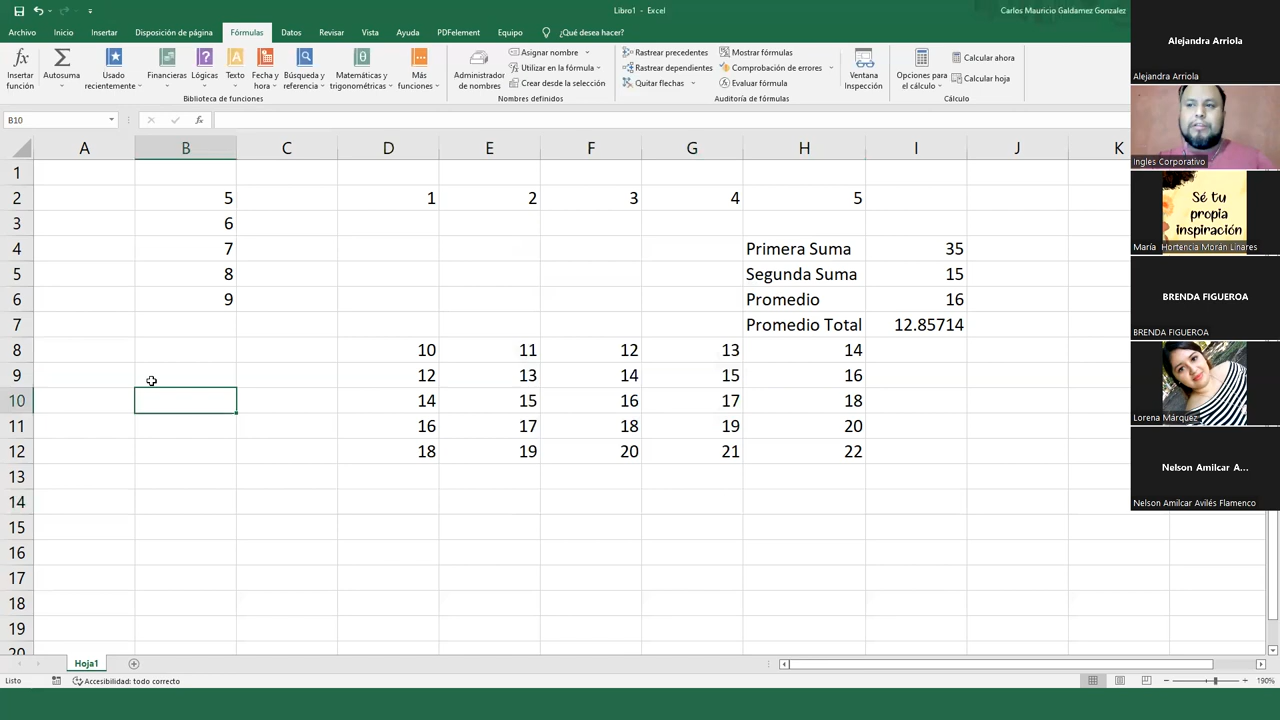 Libro1 - Excel
Carlos Mauricio Galdamez Gonzalez
Archivo Inicio Insertar Disposición de página Fórmulas Datos Revisar Vista Ayuda PDFelement Equipo ¿Qué desea hacer?
Insertar función
Autosuma
Usado recientemente
Financieras
Lógicas
Texto
Fecha y hora
Búsqueda y referencia
Matemáticas y trigonométricas
Más funciones
Biblioteca de funciones
Administrador de nombres
Asignar nombre
Utilizar en la fórmula
Crear desde la selección
Nombres definidos
Rastrear precedentes
Rastrear dependientes
Quitar flechas
Mostrar fórmulas
Comprobación de errores
Evaluar fórmula
Auditoría de fórmulas
Ventana Inspección
Opciones para el cálculo
Calcular ahora
Calcular hoja
Cálculo
B10
fx
A B C D E F G H I J K
1
2 5 1 2 3 4 5
3 6
4 7 Primera Suma 35
5 8 Segunda Suma 15
6 9 Promedio 16
7 Promedio Total 12.85714
8 10 11 12 13 14
9 12 13 14 15 16
10 14 15 16 17 18
11 16 17 18 19 20
12 18 19 20 21 22
13
14
15
16
17
18
19
20
Hoja1
Listo
Accesibilidad: todo correcto
190%
Alejandra Arriola
Alejandra Arriola
Ingles Corporativo
Sé tu
propia
inspiración
María Hortencia Morán Linares
BRENDA FIGUEROA
BRENDA FIGUEROA
Lorena Márquez
Nelson Amilcar A...
Nelson Amilcar Avilés Flamenco